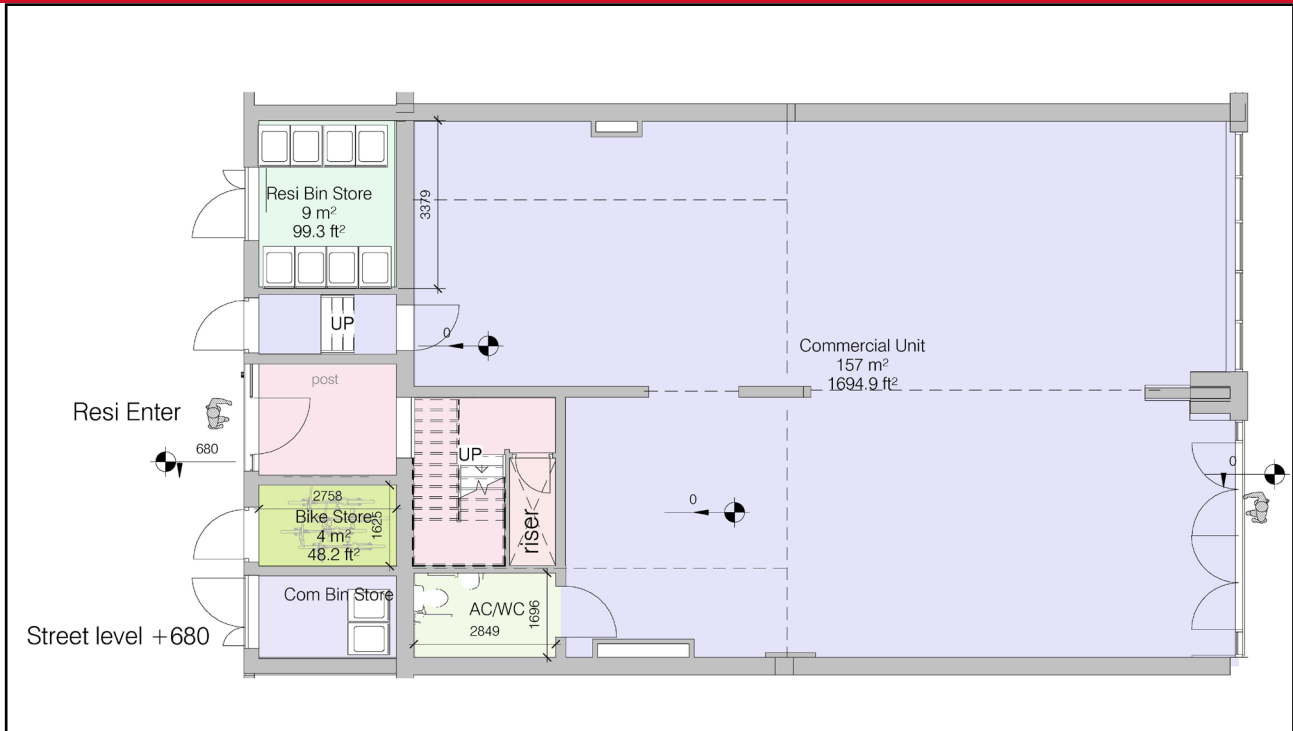 Resi Bin Store
9 m²
99.3 ft²
3379
UP
0
Commercial Unit
157 m²
1694.9 ft²
post
Resi Enter
680
UP
riser
0
0
2758
Bike Store
4 m²
48.2 ft²
1625
Com Bin Store
AC/WC
2849
1696
Street level +680